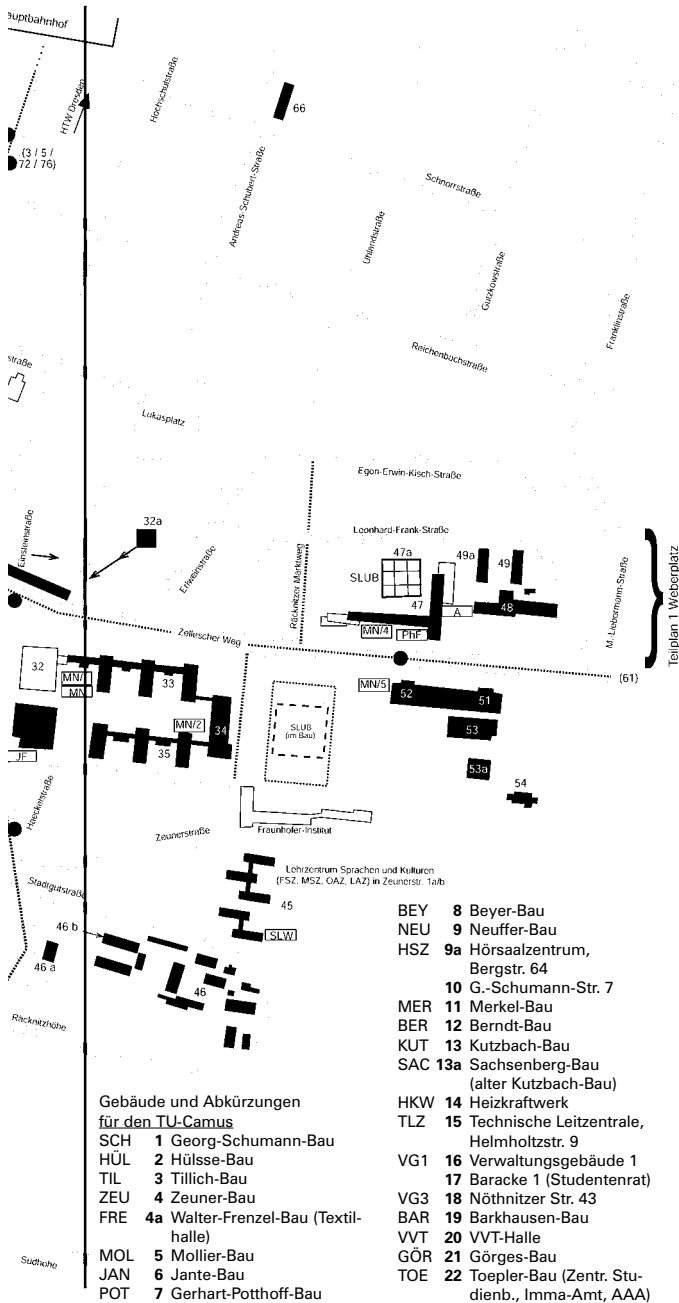 auptbahnhof
HTW Dresden
Hochschulstraße
66
{3 / 5 /
72 / 76}
Andreas-Schubert-Straße
Schnorrstraße
Uhlandstraße
Gutzkowstraße
Franklinstraße
Reichenbachstraße
straße
Lukasplatz
Egon-Erwin-Kisch-Straße
32a
Leonhard-Frank-Straße
47a
49a
49
Einsteinstraße
Erlweinstraße
Räcknitzer Marktweg
SLUB
47
A
48
M.-Liebermann-Straße
Teilplan 1 Weberplatz
MN/4
PhF
Zellescher Weg
{61}
32
MN/
MN
33
MN/5
52
51
MN/2
34
SLUB
(im Bau)
53
JF
35
53a
54
Haeckelstraße
Zeunerstraße
Fraunhofer-Institut
Lehrzentrum Sprachen und Kulturen
(FSZ, MSZ, OAZ, LAZ) in Zeunerstr. 1a/b
Stadtgutstraße
45
46 b
SLW
46 a
46
Räcknitzhöhe
Südhöhe
Gebäude und Abkürzungen
für den TU-Camus
SCH 1 Georg-Schumann-Bau
HÜL 2 Hülsse-Bau
TIL 3 Tillich-Bau
ZEU 4 Zeuner-Bau
FRE 4a Walter-Frenzel-Bau (Textil-
halle)
MOL 5 Mollier-Bau
JAN 6 Jante-Bau
POT 7 Gerhart-Potthoff-Bau
BEY 8 Beyer-Bau
NEU 9 Neuffer-Bau
HSZ 9a Hörsaalzentrum,
Bergstr. 64
10 G.-Schumann-Str. 7
MER 11 Merkel-Bau
BER 12 Berndt-Bau
KUT 13 Kutzbach-Bau
SAC 13a Sachsenberg-Bau
(alter Kutzbach-Bau)
HKW 14 Heizkraftwerk
TLZ 15 Technische Leitzentrale,
Helmholtzstr. 9
VG1 16 Verwaltungsgebäude 1
17 Baracke 1 (Studentenrat)
VG3 18 Nöthnitzer Str. 43
BAR 19 Barkhausen-Bau
VVT 20 VVT-Halle
GÖR 21 Görges-Bau
TOE 22 Toepler-Bau (Zentr. Stu-
dienb., Imma-Amt, AAA)